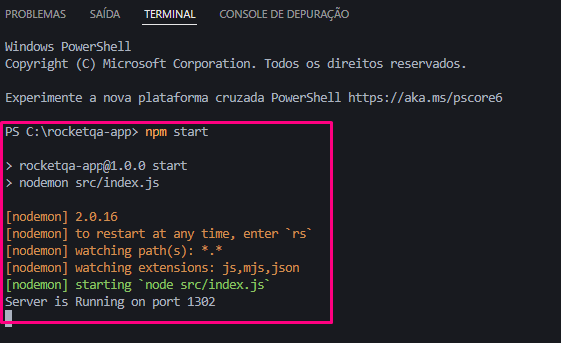 PROBLEMAS SAÍDA TERMINAL CONSOLE DE DEPURAÇÃO
Windows PowerShell
Copyright (C) Microsoft Corporation. Todos os direitos reservados.
Experimente a nova plataforma cruzada PowerShell https://aka.ms/pscore6
PS C:\rocketqa-app> npm start
> rocketqa-app@1.0.0 start
> nodemon src/index.js
[nodemon] 2.0.16
[nodemon] to restart at any time, enter `rs`
[nodemon] watching path(s): *.*
[nodemon] watching extensions: js,mjs,json
[nodemon] starting `node src/index.js`
Server is Running on port 1302